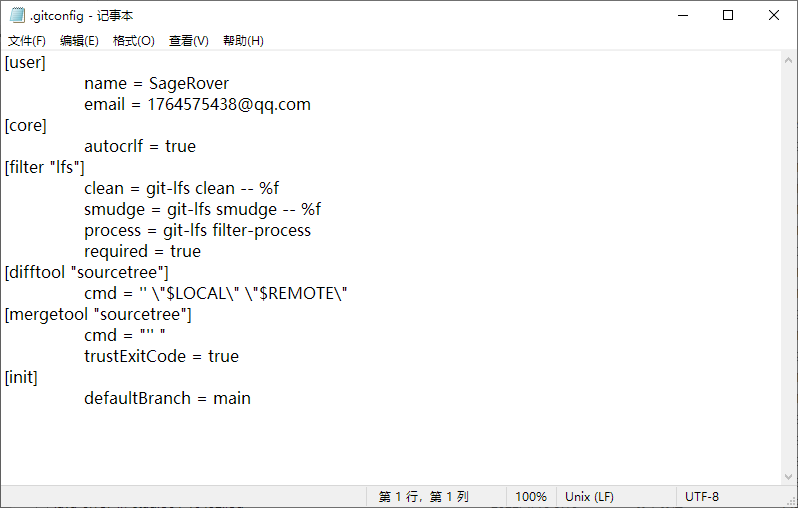 .gitconfig - 记事本
文件(F) 编辑(E) 格式(O) 查看(V) 帮助(H)
[user]
name = SageRover
email = 1764575438@qq.com
[core]
autocrlf = true
[filter "lfs"]
clean = git-lfs clean -- %f
smudge = git-lfs smudge -- %f
process = git-lfs filter-process
required = true
[difftool "sourcetree"]
cmd = '' \"$LOCAL\" \"$REMOTE\"
[mergetool "sourcetree"]
cmd = "'' "
trustExitCode = true
[init]
defaultBranch = main
第 1 行，第 1 列 100% Unix (LF) UTF-8